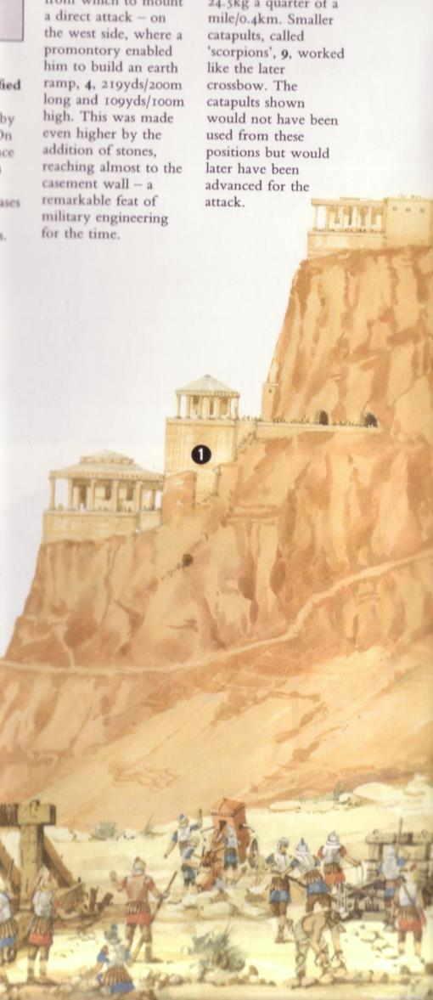 fied
by
On
ce
ases
s.
from which to mount
a direct attack – on
the west side, where a
promontory enabled
him to build an earth
ramp, 4, 219yds/200m
long and 109yds/100m
high. This was made
even higher by the
addition of stones,
reaching almost to the
casement wall – a
remarkable feat of
military engineering
for the time.
24.5kg a quarter of a
mile/0.4km. Smaller
catapults, called
'scorpions', 9, worked
like the later
crossbow. The
catapults shown
would not have been
used from these
positions but would
later have been
advanced for the
attack.
1